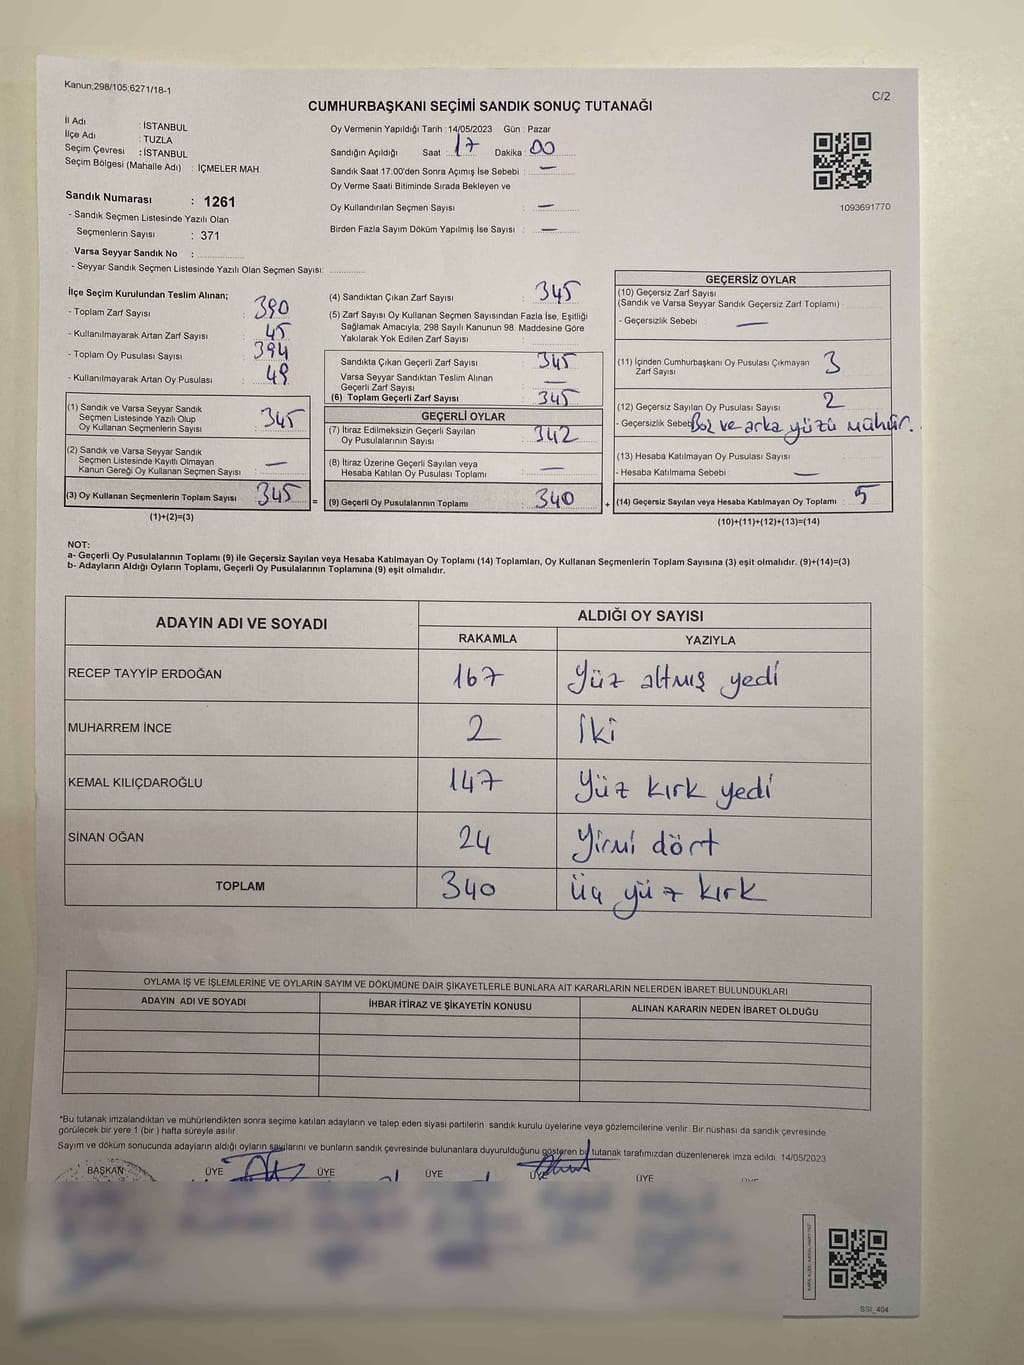 Kanun;298/105;6271/18-1
C/2
CUMHURBAŞKANI SEÇİMİ SANDIK SONUÇ TUTANAĞI
İl Adı : İSTANBUL
İlçe Adı : TUZLA
Seçim Çevresi : İSTANBUL
Seçim Bölgesi (Mahalle Adı) : İÇMELER MAH.
Sandık Numarası : 1261
- Sandık Seçmen Listesinde Yazılı Olan
Seçmenlerin Sayısı : 371
Varsa Seyyar Sandık No :
- Seyyar Sandık Seçmen Listesinde Yazılı Olan Seçmen Sayısı:
Oy Vermenin Yapıldığı Tarih : 14/05/2023 Gün : Pazar
Sandığın Açıldığı Saat : 17 Dakika : 00
Sandık Saat 17:00'den Sonra Açımış İse Sebebi : —
Oy Verme Saati Bitiminde Sırada Bekleyen ve
Oy Kullandırılan Seçmen Sayısı : —
Birden Fazla Sayım Döküm Yapılmış İse Sayısı : —
1093691770
İlçe Seçim Kurulundan Teslim Alınan;
- Toplam Zarf Sayısı : 390
- Kullanılmayarak Artan Zarf Sayısı : 45
- Toplam Oy Pusulası Sayısı : 394
- Kullanılmayarak Artan Oy Pusulası : 49
(1) Sandık ve Varsa Seyyar Sandık
Seçmen Listesinde Yazılı Olup
Oy Kullanan Seçmenlerin Sayısı : 345
(2) Sandık ve Varsa Seyyar Sandık
Seçmen Listesinde Kayıtlı Olmayan
Kanun Gereği Oy Kullanan Seçmen Sayısı : —
(3) Oy Kullanan Seçmenlerin Toplam Sayısı : 345
(1)+(2)=(3)
(4) Sandıktan Çıkan Zarf Sayısı : 345
(5) Zarf Sayısı Oy Kullanan Seçmen Sayısından Fazla İse, Eşitliği
Sağlamak Amacıyla; 298 Sayılı Kanunun 98. Maddesine Göre
Yakılarak Yok Edilen Zarf Sayısı :
Sandıkta Çıkan Geçerli Zarf Sayısı : 345
Varsa Seyyar Sandıktan Teslim Alınan
Geçerli Zarf Sayısı : —
(6) Toplam Geçerli Zarf Sayısı : 345
GEÇERLİ OYLAR
(7) İtiraz Edilmeksizin Geçerli Sayılan
Oy Pusulalarının Sayısı : 342
(8) İtiraz Üzerine Geçerli Sayılan veya
Hesaba Katılan Oy Pusulası Toplamı : —
= (9) Geçerli Oy Pusulalarının Toplamı : 340
GEÇERSİZ OYLAR
(10) Geçersiz Zarf Sayısı
(Sandık ve Varsa Seyyar Sandık Geçersiz Zarf Toplamı) :
- Geçersizlik Sebebi : —
(11) İçinden Cumhurbaşkanı Oy Pusulası Çıkmayan
Zarf Sayısı : 3
(12) Geçersiz Sayılan Oy Pusulası Sayısı : 2
- Geçersizlik Sebebi Boz ve arka yüzü mühür.
(13) Hesaba Katılmayan Oy Pusulası Sayısı :
- Hesaba Katılmama Sebebi : —
+ (14) Geçersiz Sayılan veya Hesaba Katılmayan Oy Toplamı : 5
(10)+(11)+(12)+(13)=(14)
NOT:
a- Geçerli Oy Pusulalarının Toplamı (9) ile Geçersiz Sayılan veya Hesaba Katılmayan Oy Toplamı (14) Toplamları, Oy Kullanan Seçmenlerin Toplam Sayısına (3) eşit olmalıdır. (9)+(14)=(3)
b- Adayların Aldığı Oyların Toplamı, Geçerli Oy Pusulalarının Toplamına (9) eşit olmalıdır.
ADAYIN ADI VE SOYADI ALDIĞI OY SAYISI
RAKAMLA YAZIYLA
RECEP TAYYİP ERDOĞAN 167 Yüz altmış yedi
MUHARREM İNCE 2 İki
KEMAL KILIÇDAROĞLU 147 Yüz kırk yedi
SİNAN OĞAN 24 Yirmi dört
TOPLAM 340 Üç yüz kırk
OYLAMA İŞ VE İŞLEMLERİNE VE OYLARIN SAYIM VE DÖKÜMÜNE DAİR ŞİKAYETLERLE BUNLARA AİT KARARLARIN NELERDEN İBARET BULUNDUKLARI
ADAYIN ADI VE SOYADI İHBAR İTİRAZ VE ŞİKAYETİN KONUSU ALINAN KARARIN NEDEN İBARET OLDUĞU
*Bu tutanak imzalandıktan ve mühürlendikten sonra seçime katılan adayların ve talep eden siyasi partilerin sandık kurulu üyelerine veya gözlemcilerine verilir. Bir nüshası da sandık çevresinde
görülecek bir yere 1 (bir ) hafta süreyle asılır.
Sayım ve döküm sonucunda adayların aldığı oyların sayılarını ve bunların sandık çevresinde bulunanlara duyurulduğunu gösteren bu tutanak tarafımızdan düzenlenerek imza edildi. 14/05/2023
BAŞKAN ÜYE ÜYE ÜYE ÜYE ÜYE
SSI_404